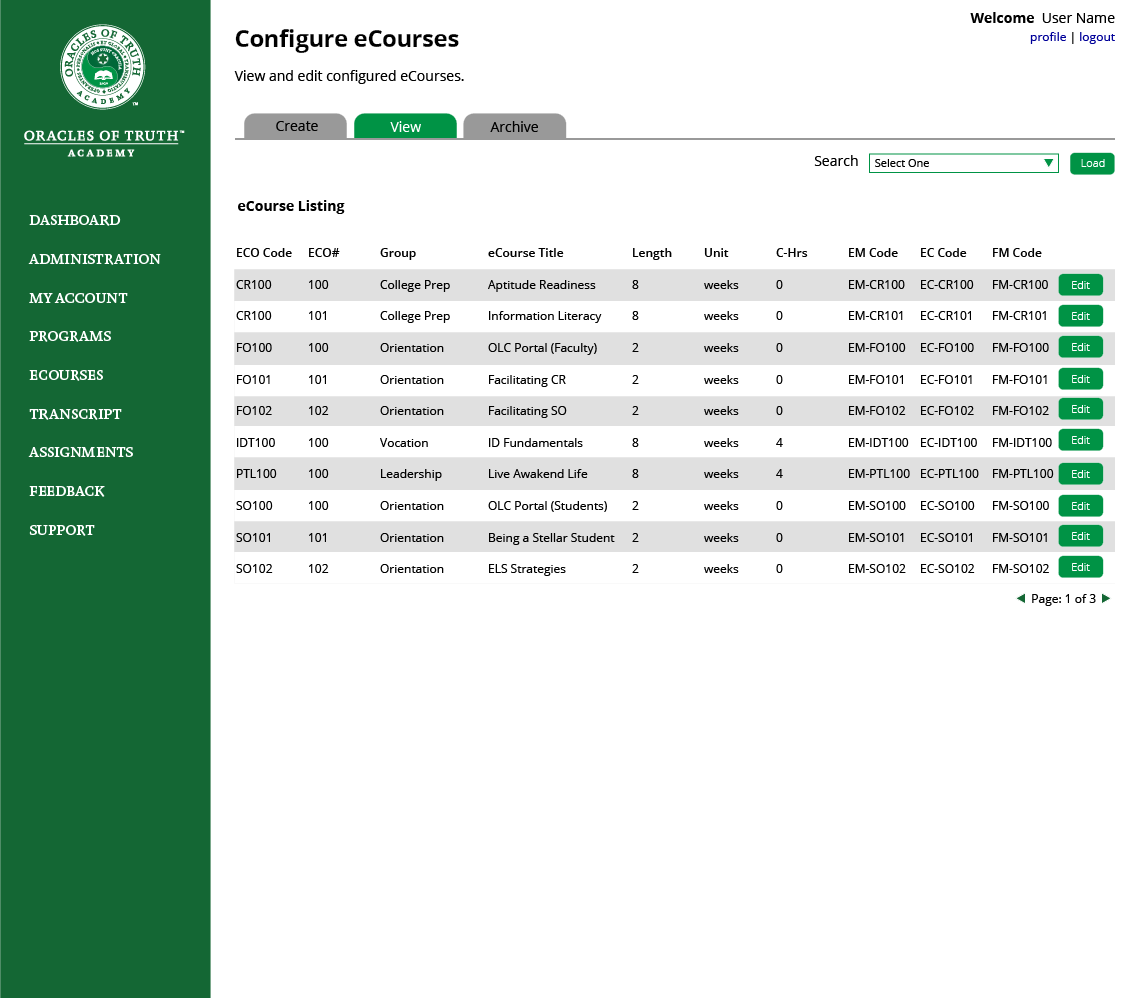 ORACLES OF TRUTH
ACADEMY
ORACLES OF TRUTH™
ACADEMY
DASHBOARD
ADMINISTRATION
MY ACCOUNT
PROGRAMS
ECOURSES
TRANSCRIPT
ASSIGNMENTS
FEEDBACK
SUPPORT
Welcome User Name
profile | logout
Configure eCourses
View and edit configured eCourses.
Create View Archive
Search Select One Load
eCourse Listing
ECO Code ECO# Group eCourse Title Length Unit C-Hrs EM Code EC Code FM Code
CR100 100 College Prep Aptitude Readiness 8 weeks 0 EM-CR100 EC-CR100 FM-CR100 Edit
CR100 101 College Prep Information Literacy 8 weeks 0 EM-CR101 EC-CR101 FM-CR101 Edit
FO100 100 Orientation OLC Portal (Faculty) 2 weeks 0 EM-FO100 EC-FO100 FM-FO100 Edit
FO101 101 Orientation Facilitating CR 2 weeks 0 EM-FO101 EC-FO101 FM-FO101 Edit
FO102 102 Orientation Facilitating SO 2 weeks 0 EM-FO102 EC-FO102 FM-FO102 Edit
IDT100 100 Vocation ID Fundamentals 8 weeks 4 EM-IDT100 EC-IDT100 FM-IDT100 Edit
PTL100 100 Leadership Live Awakend Life 8 weeks 4 EM-PTL100 EC-PTL100 FM-PTL100 Edit
SO100 100 Orientation OLC Portal (Students) 2 weeks 0 EM-SO100 EC-SO100 FM-SO100 Edit
SO101 101 Orientation Being a Stellar Student 2 weeks 0 EM-SO101 EC-SO101 FM-SO101 Edit
SO102 102 Orientation ELS Strategies 2 weeks 0 EM-SO102 EC-SO102 FM-SO102 Edit
Page: 1 of 3